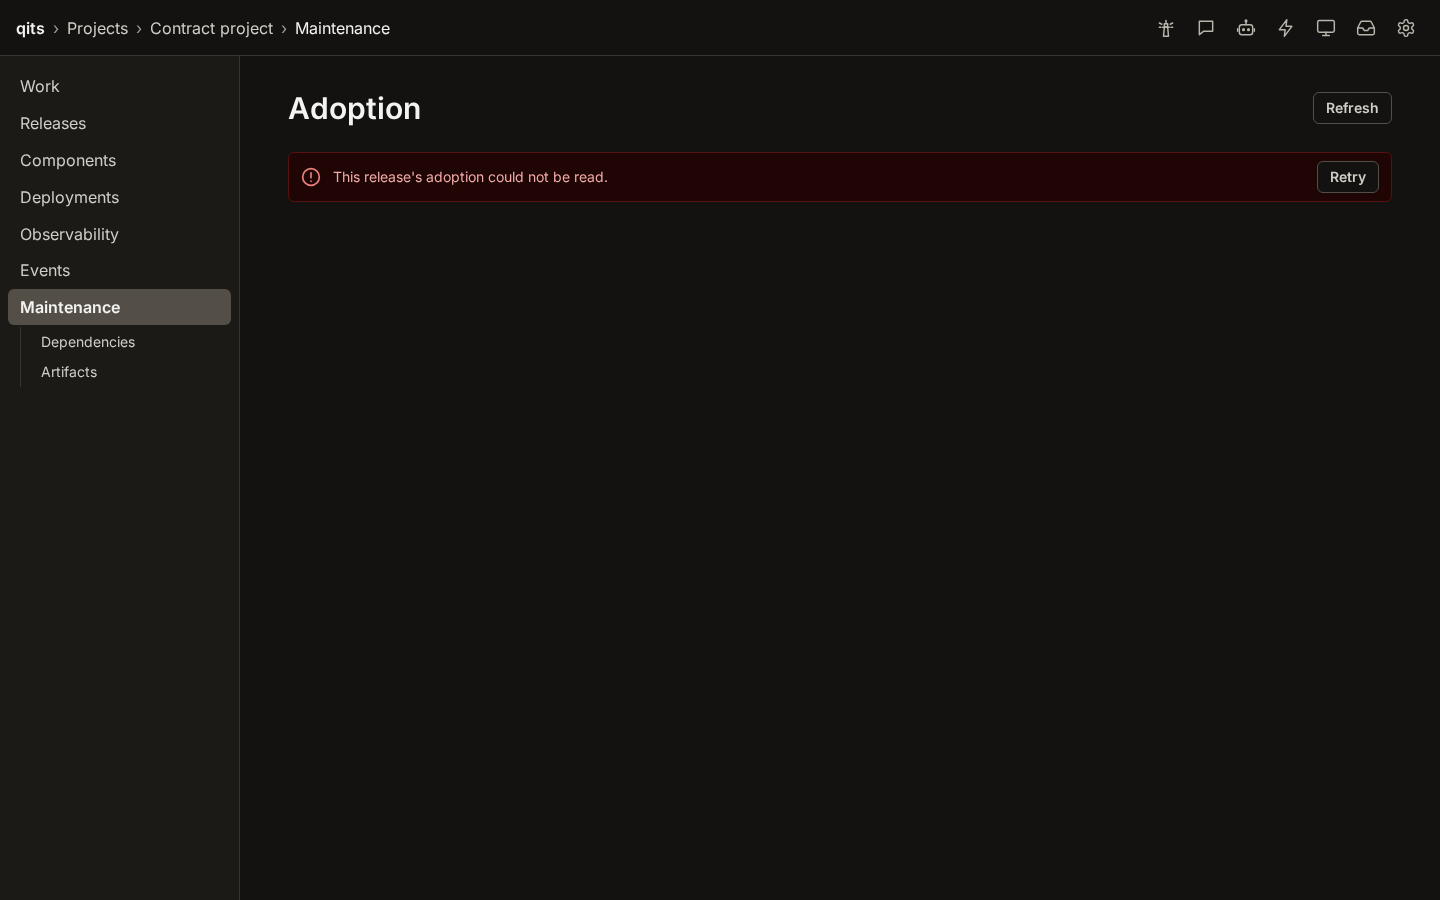 qits › Projects › Contract project › Maintenance
Work
Releases
Components
Deployments
Observability
Events
Maintenance
Dependencies
Artifacts
Adoption
Refresh
This release's adoption could not be read.
Retry